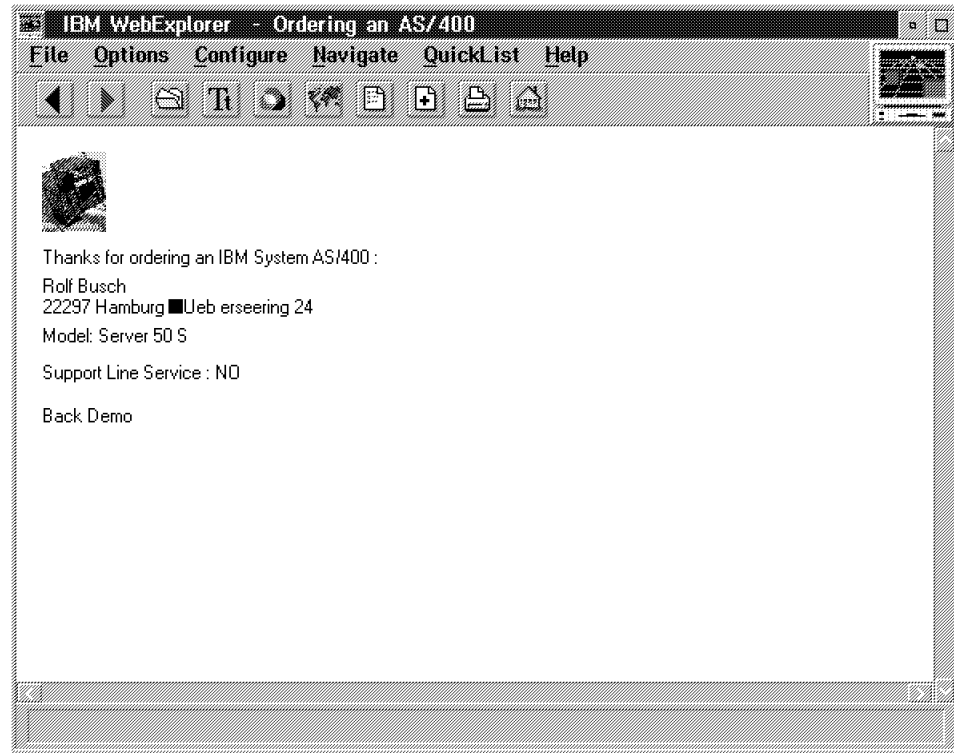 IBM WebExplorer - Ordering an AS/400
File Options Configure Navigate QuickList Help
Thanks for ordering an IBM System AS/400 :
Rolf Busch
22297 Hamburg ■Ueb erseering 24
Model: Server 50 S
Support Line Service : NO
Back Demo